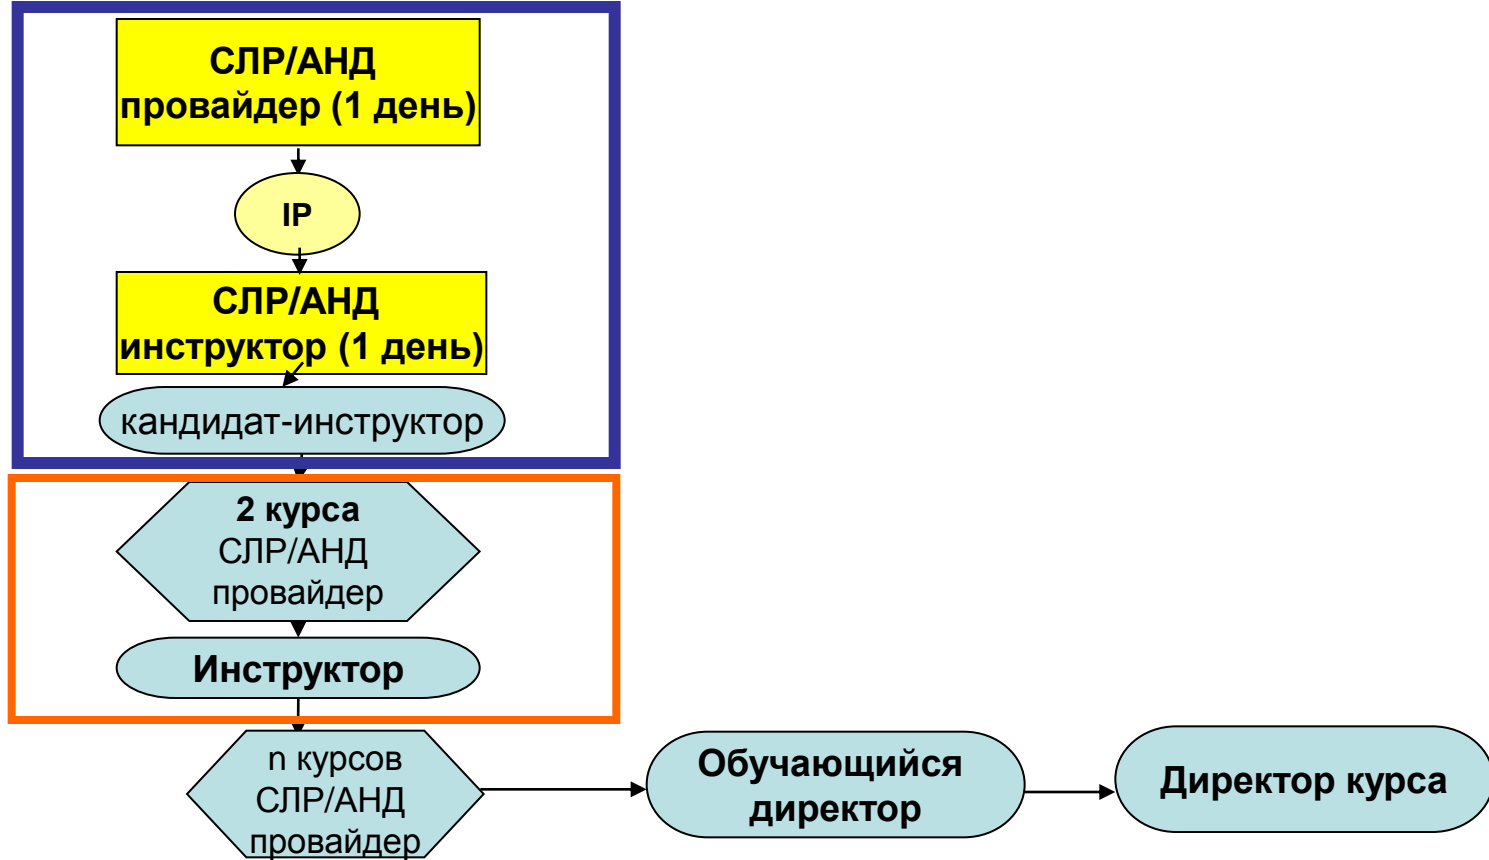 СЛР/АНД
провайдер (1 день)
IP
СЛР/АНД
инструктор (1 день)
кандидат-инструктор
2 курса
СЛР/АНД
провайдер
Инструктор
n курсов
СЛР/АНД
провайдер
Обучающийся
директор
Директор курса